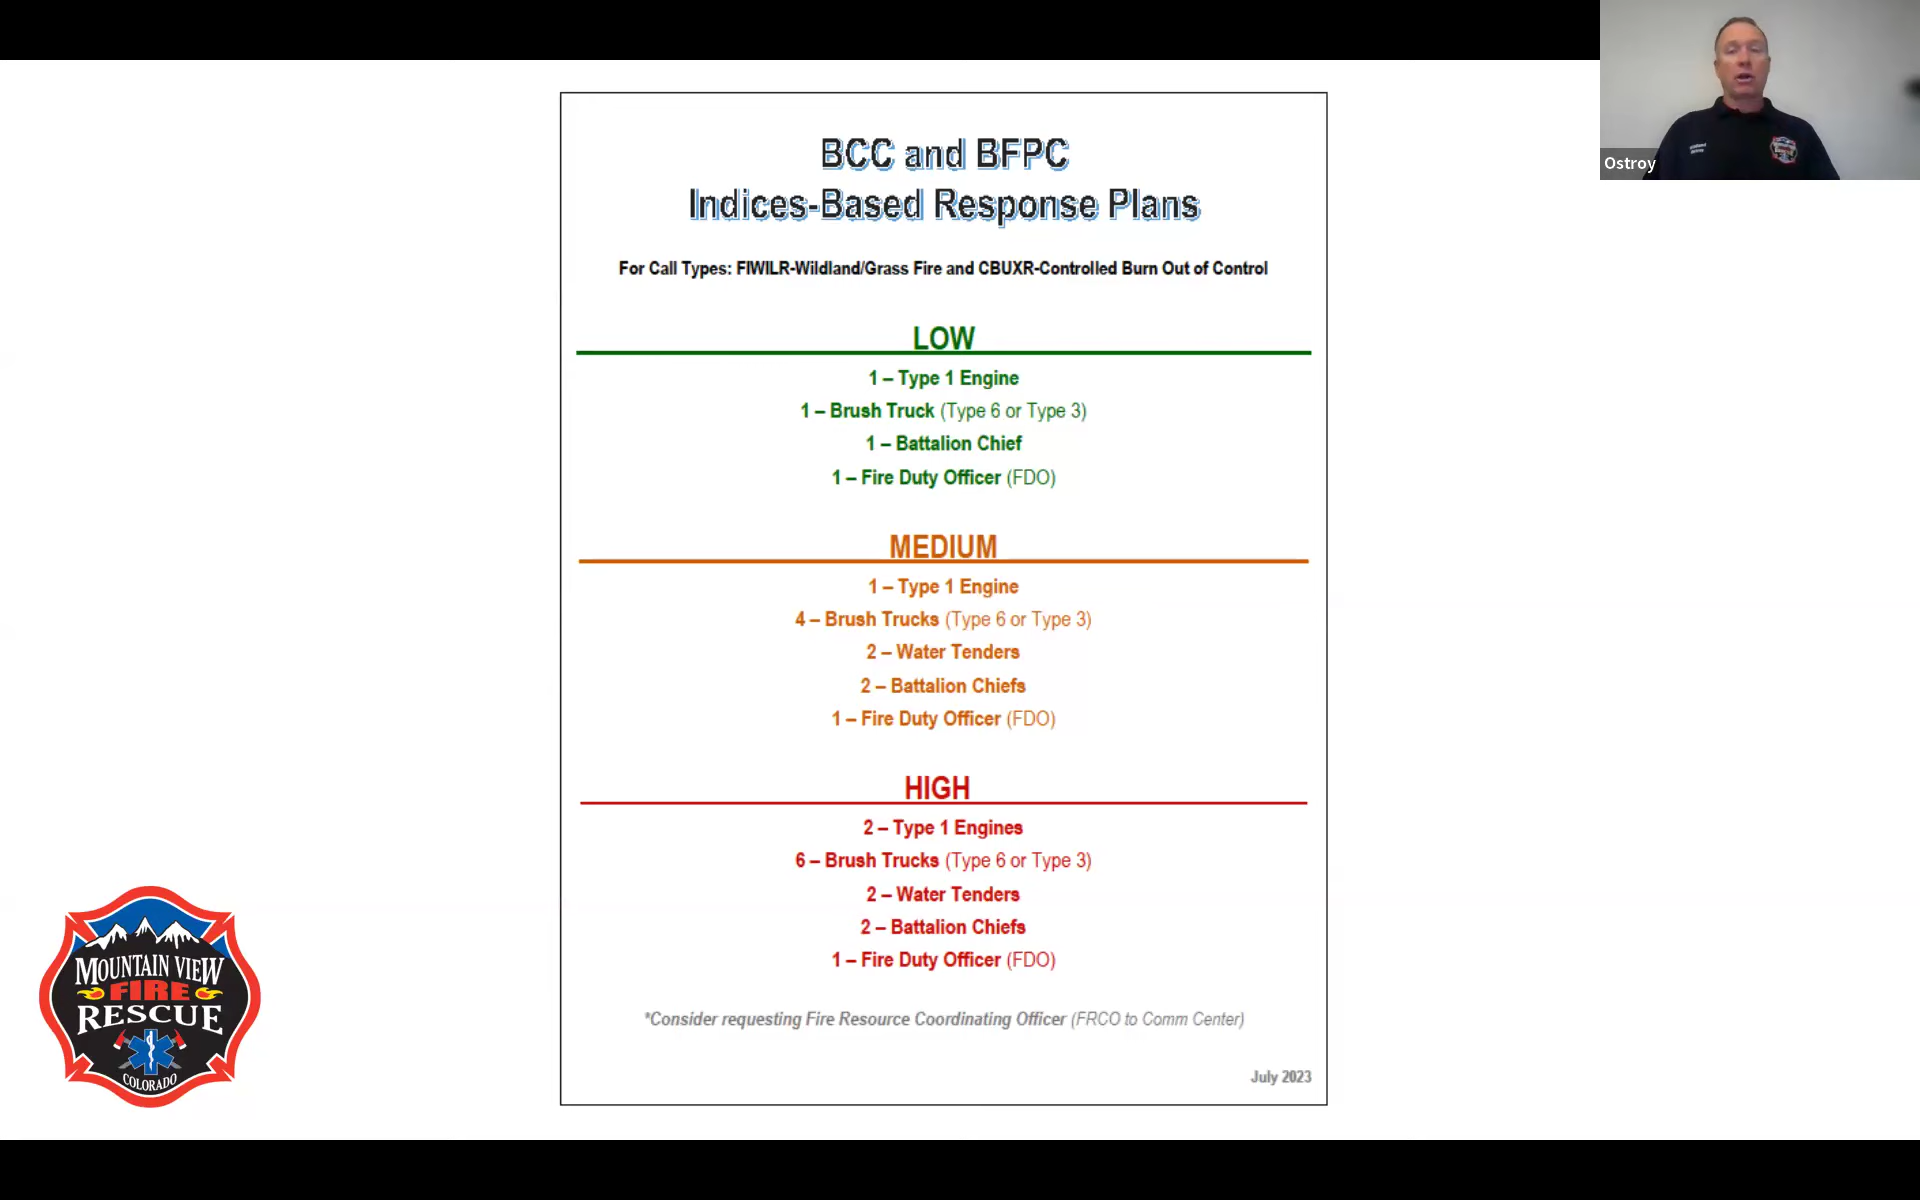 BCC and BFPC
Indices-Based Response Plans
For Call Types: FIWILR-Wildland/Grass Fire and CBUXR-Controlled Burn Out of Control
LOW
1 – Type 1 Engine
1 – Brush Truck (Type 6 or Type 3)
1 – Battalion Chief
1 – Fire Duty Officer (FDO)
MEDIUM
1 – Type 1 Engine
4 – Brush Trucks (Type 6 or Type 3)
2 – Water Tenders
2 – Battalion Chiefs
1 – Fire Duty Officer (FDO)
HIGH
2 – Type 1 Engines
6 – Brush Trucks (Type 6 or Type 3)
2 – Water Tenders
2 – Battalion Chiefs
1 – Fire Duty Officer (FDO)
*Consider requesting Fire Resource Coordinating Officer (FRCO to Comm Center)
July 2023
MOUNTAIN VIEW
FIRE
RESCUE
COLORADO
Ostroy